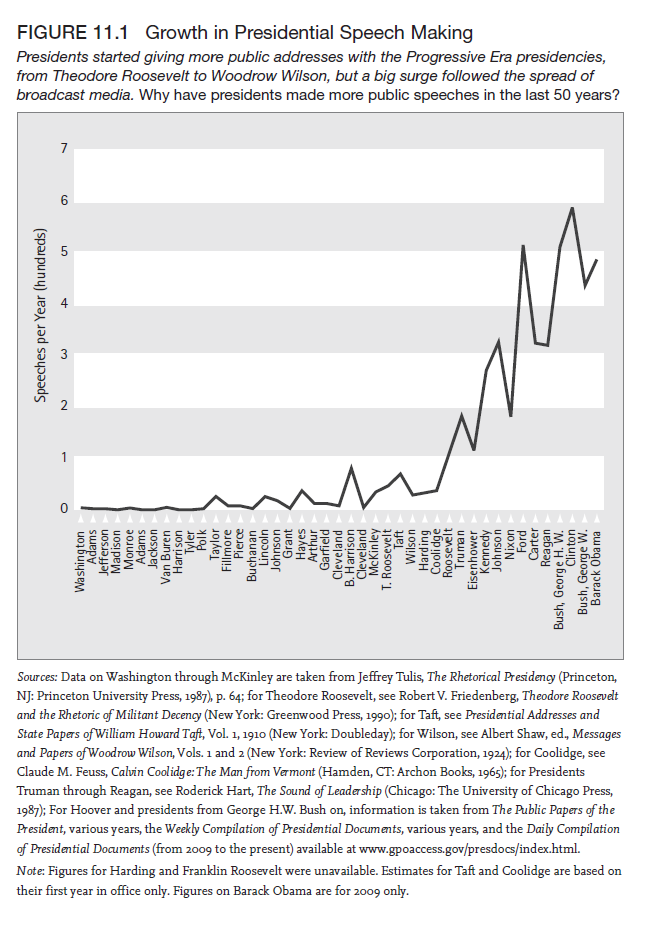 FIGURE 11.1 Growth in Presidential Speech Making
Presidents started giving more public addresses with the Progressive Era presidencies,
from Theodore Roosevelt to Woodrow Wilson, but a big surge followed the spread of
broadcast media. Why have presidents made more public speeches in the last 50 years?
7
6
5
4
3
2
1
0
Speeches per Year (hundreds)
Washington
Adams
Jefferson
Madison
Monroe
Adams
Jackson
Van Buren
Harrison
Tyler
Polk
Taylor
Fillmore
Pierce
Buchanan
Lincoln
Johnson
Grant
Hayes
Arthur
Garfield
Cleveland
B. Harrison
Cleveland
McKinley
T. Roosevelt
Taft
Wilson
Harding
Coolidge
Roosevelt
Truman
Eisenhower
Kennedy
Johnson
Nixon
Ford
Carter
Reagan
Bush, George H. W.
Clinton
Bush, George W.
Barack Obama
Sources: Data on Washington through McKinley are taken from Jeffrey Tulis, The Rhetorical Presidency (Princeton,
NJ: Princeton University Press, 1987), p. 64; for Theodore Roosevelt, see Robert V. Friedenberg, Theodore Roosevelt
and the Rhetoric of Militant Decency (New York: Greenwood Press, 1990); for Taft, see Presidential Addresses and
State Papers of William Howard Taft, Vol. 1, 1910 (New York: Doubleday); for Wilson, see Albert Shaw, ed., Messages
and Papers of Woodrow Wilson, Vols. 1 and 2 (New York: Review of Reviews Corporation, 1924); for Coolidge, see
Claude M. Feuss, Calvin Coolidge: The Man from Vermont (Hamden, CT: Archon Books, 1965); for Presidents
Truman through Reagan, see Roderick Hart, The Sound of Leadership (Chicago: The University of Chicago Press,
1987); For Hoover and presidents from George H.W. Bush on, information is taken from The Public Papers of the
President, various years, the Weekly Compilation of Presidential Documents, various years, and the Daily Compilation
of Presidential Documents (from 2009 to the present) available at www.gpoaccess.gov/presdocs/index.html.
Note: Figures for Harding and Franklin Roosevelt were unavailable. Estimates for Taft and Coolidge are based on
their first year in office only. Figures on Barack Obama are for 2009 only.